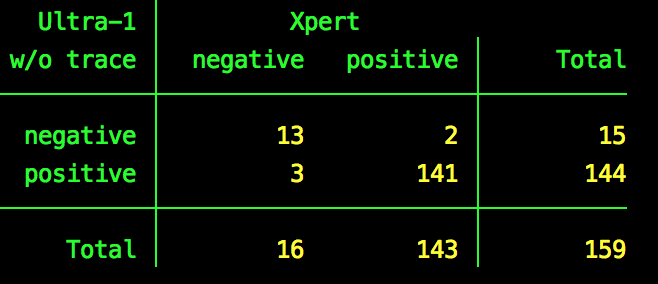 Ultra-1 Xpert
w/o trace negative positive Total
negative 13 2 15
positive 3 141 144
Total 16 143 159